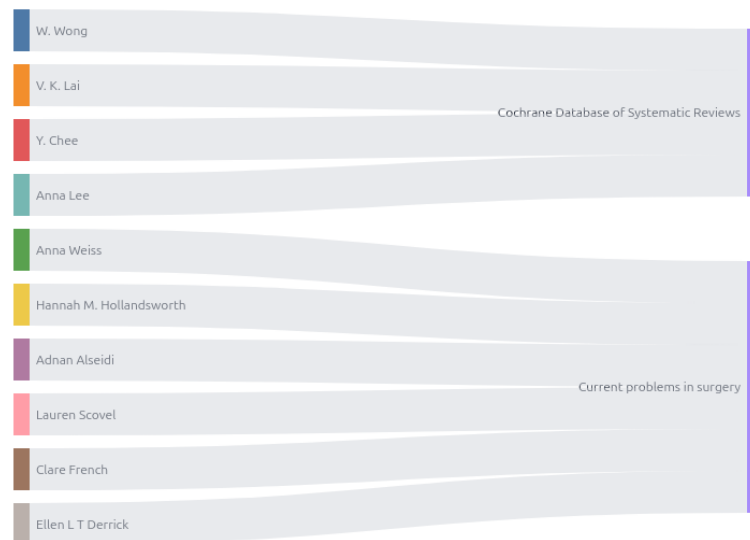 W. Wong
V. K. Lai
Cochrane Database of Systematic Reviews
Y. Chee
Anna Lee
Anna Weiss
Hannah M. Hollandsworth
Adnan Alseidi
Current problems in surgery
Lauren Scovel
Clare French
Ellen L T Derrick